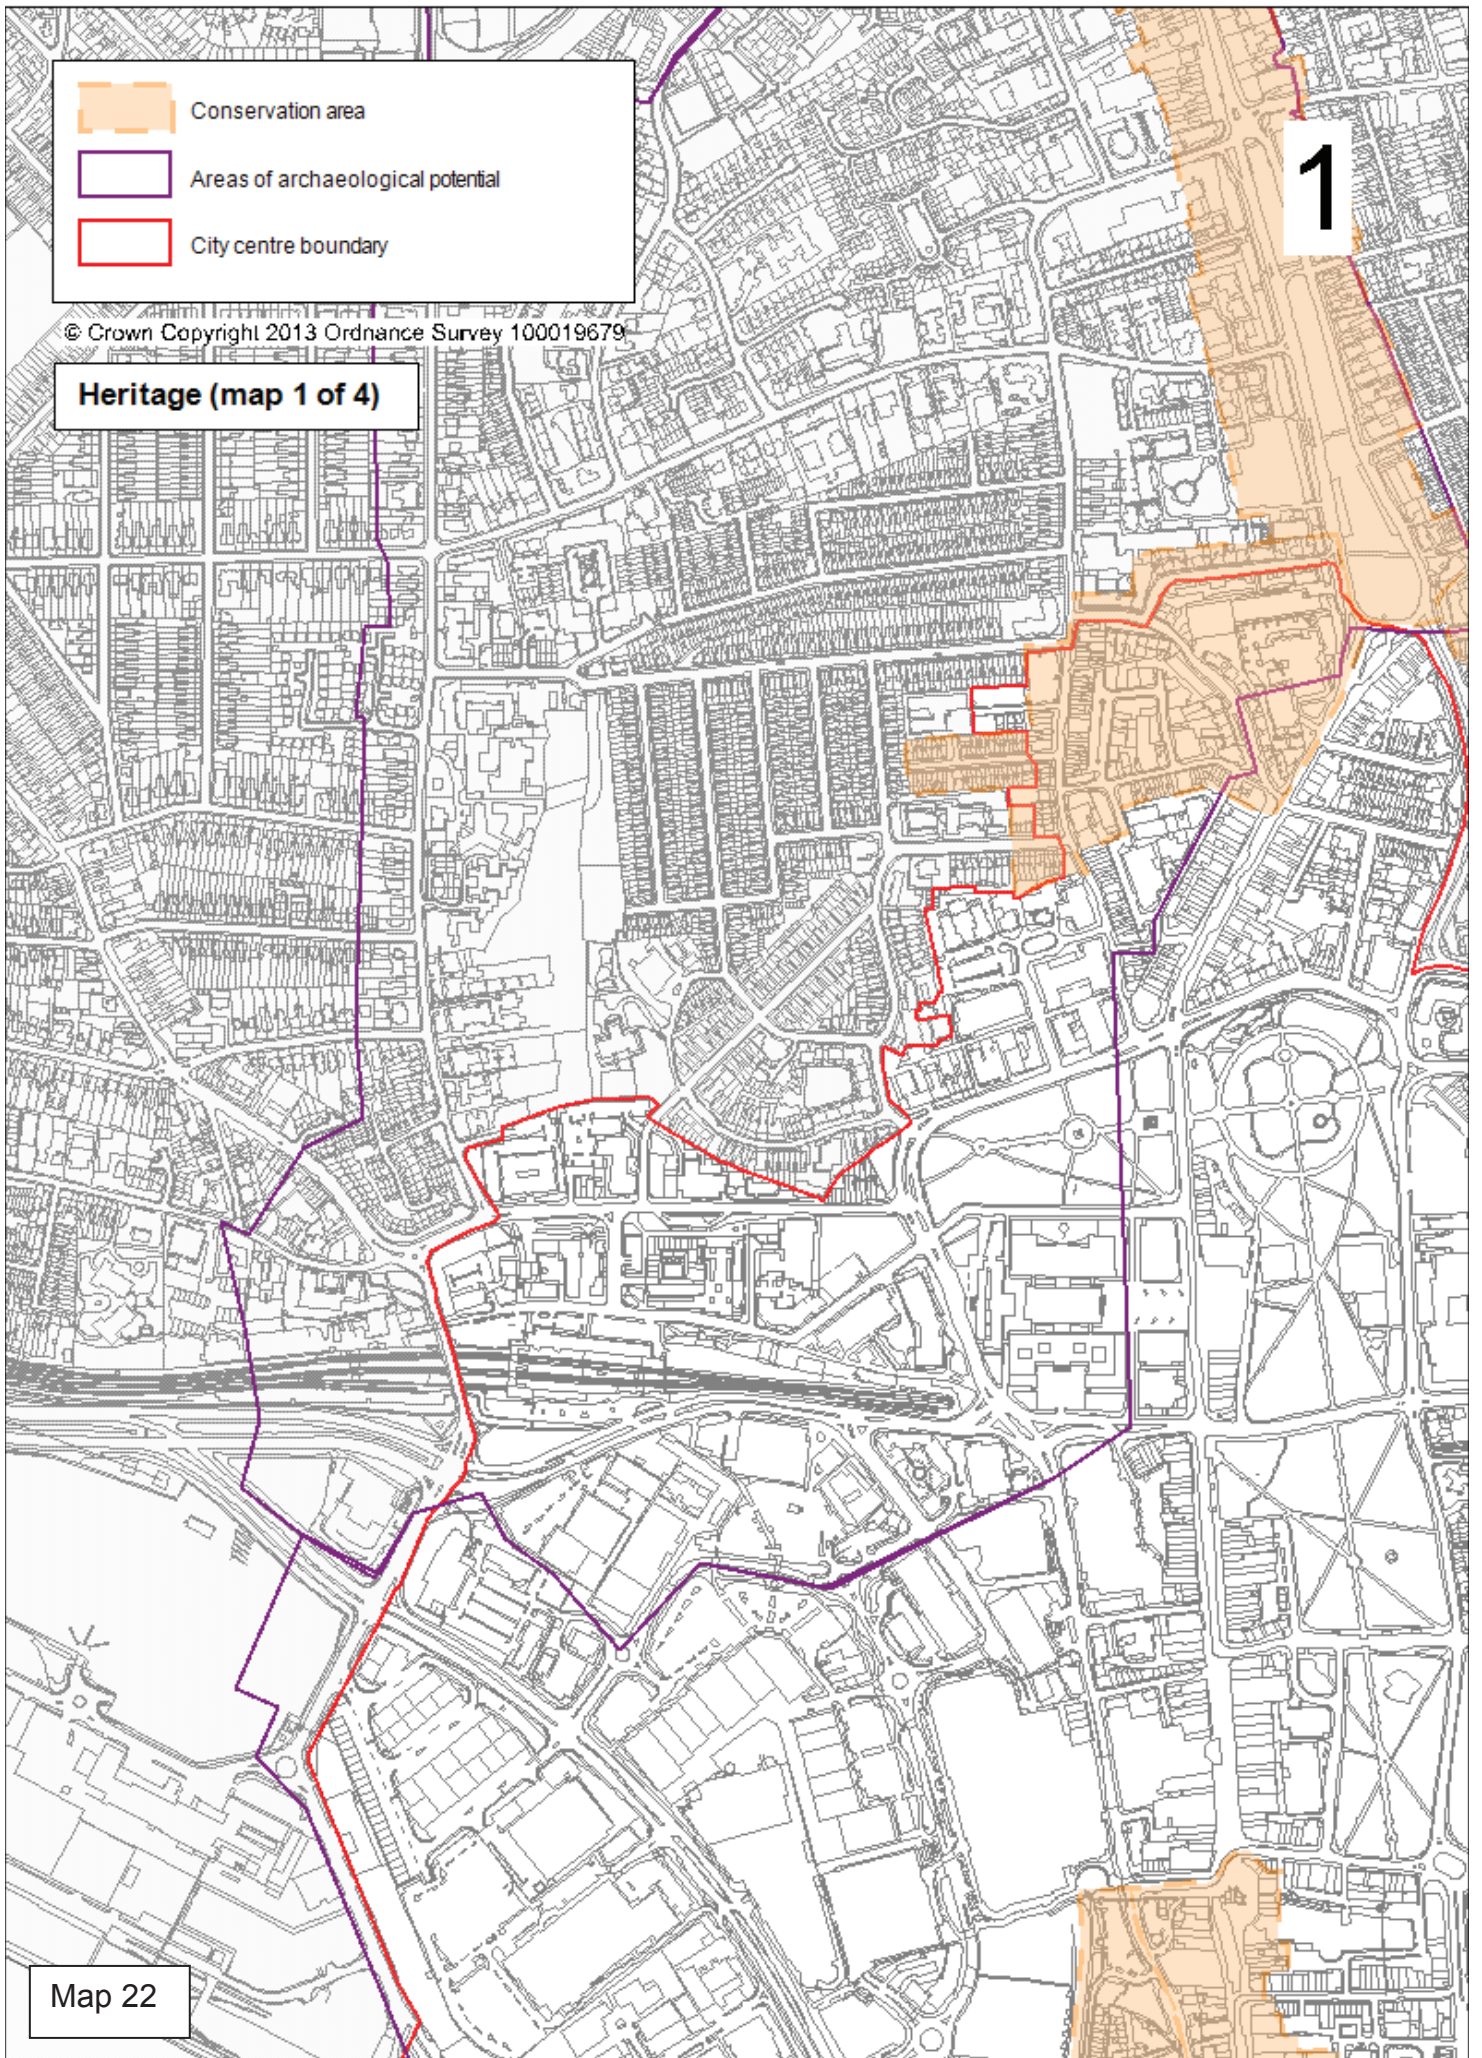 Conservation area
Areas of archaeological potential
City centre boundary
© Crown Copyright 2013 Ordnance Survey 100019679
Heritage (map 1 of 4)
1
Map 22